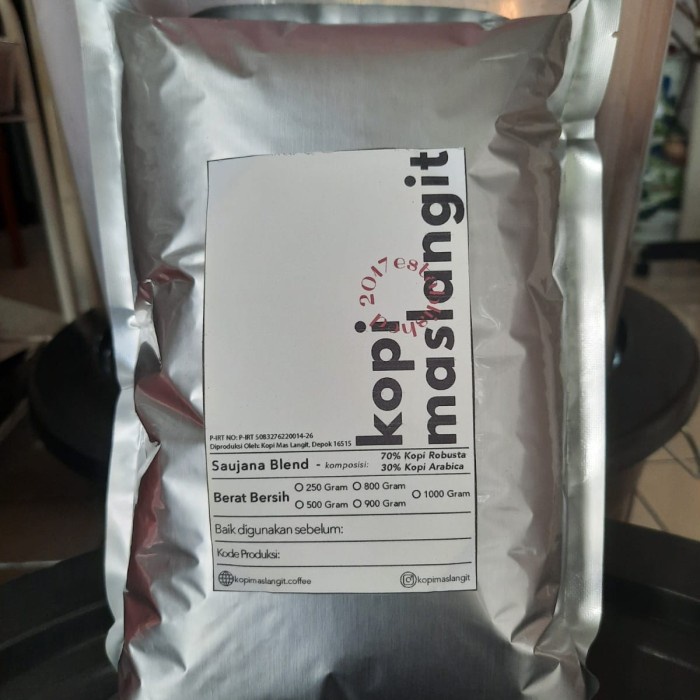 kopi
maslangit
established 2017
P-IRT NO: P-IRT 5083276220014-26
Diproduksi Oleh: Kopi Mas Langit, Depok 16515
Saujana Blend - komposisi: 70% Kopi Robusta
30% Kopi Arabica
Berat Bersih
250 Gram 800 Gram
500 Gram 900 Gram
1000 Gram
Baik digunakan sebelum:
Kode Produksi:
kopimaslangit.coffee
kopimaslangit